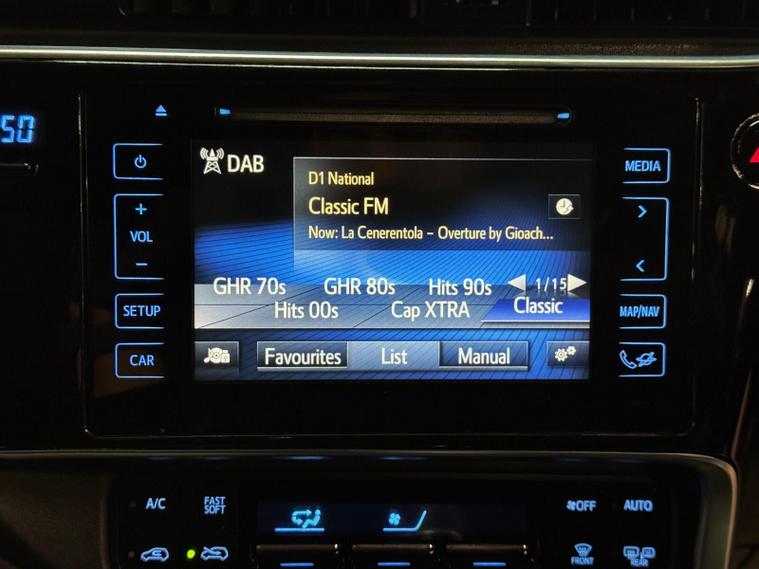 50
DAB
D1 National
Classic FM
Now: La Cenerentola – Overture by Gioach...
GHR 70s GHR 80s Hits 90s 1/15
Hits 00s Cap XTRA Classic
Favourites List Manual
+
VOL
−
SETUP
CAR
MEDIA
MAP/NAV
A/C
FAST
SOFT
OFF
AUTO
FRONT
REAR